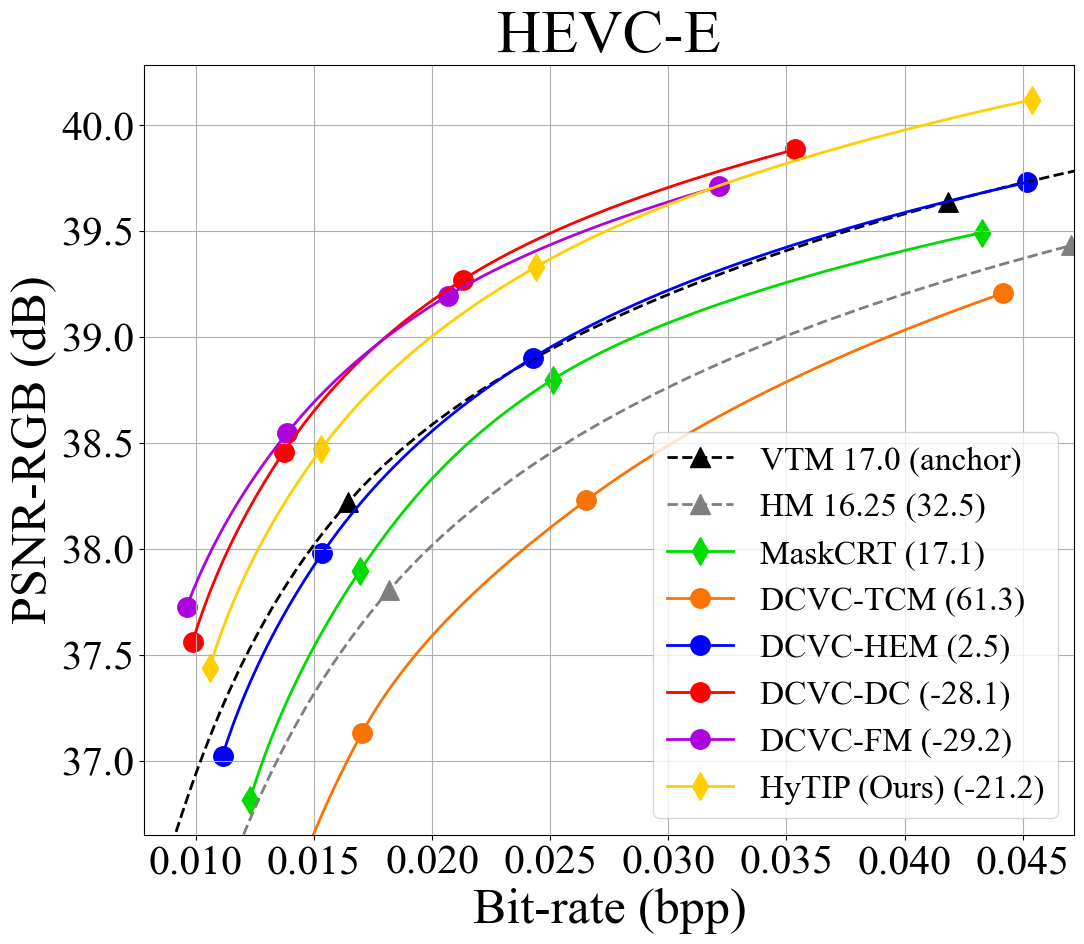 HEVC-E
PSNR-RGB (dB)
40.0
39.5
39.0
38.5
38.0
37.5
37.0
VTM 17.0 (anchor)
HM 16.25 (32.5)
MaskCRT (17.1)
DCVC-TCM (61.3)
DCVC-HEM (2.5)
DCVC-DC (-28.1)
DCVC-FM (-29.2)
HyTIP (Ours) (-21.2)
0.010 0.015 0.020 0.025 0.030 0.035 0.040 0.045
Bit-rate (bpp)